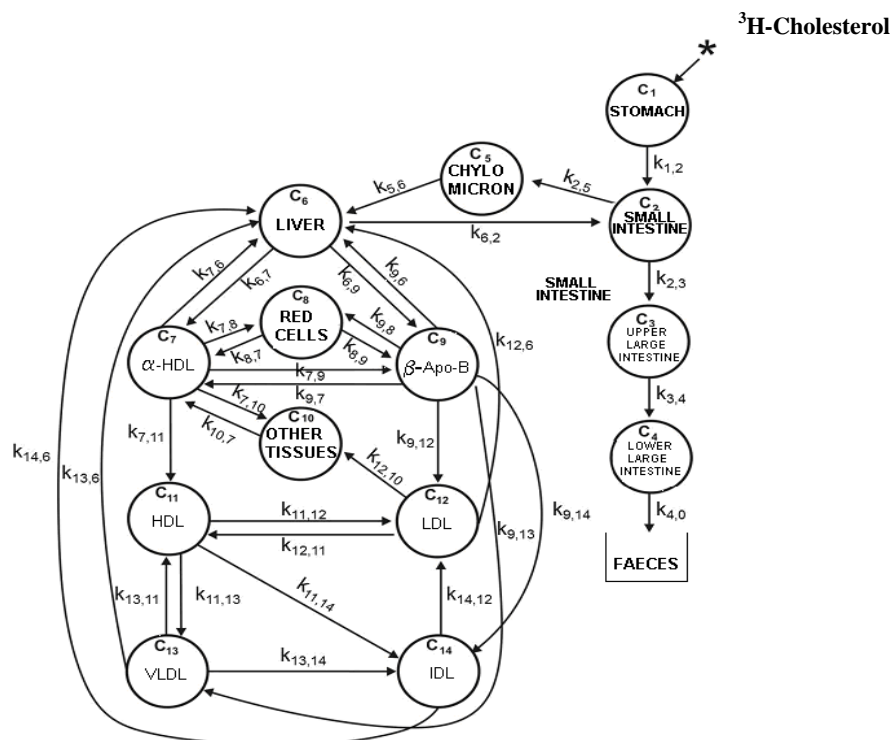 ³H-Cholesterol
*
C₁
STOMACH
k₁,₂
C₅
CHYLO
MICRON
k₂,₅
k₅,₆
C₂
SMALL
INTESTINE
C₆
LIVER
k₆,₂
k₂,₃
SMALL
INTESTINE
k₇,₆
k₆,₇
k₆,₉
k₉,₆
C₈
RED
CELLS
k₇,₈
k₈,₇
k₉,₈
k₈,₉
k₁₂,₆
C₃
UPPER
LARGE
INTESTINE
C₇
α-HDL
C₉
β-Apo-B
k₇,₉
k₉,₇
k₃,₄
k₇,₁₀
k₁₀,₇
C₁₀
OTHER
TISSUES
k₇,₁₁
k₉,₁₂
k₁₂,₁₀
C₄
LOWER
LARGE
INTESTINE
k₁₄,₆
k₁₃,₆
C₁₁
HDL
k₁₁,₁₂
k₁₂,₁₁
C₁₂
LDL
k₉,₁₃
k₉,₁₄
k₄,₀
FAECES
k₁₃,₁₁
k₁₁,₁₃
k₁₁,₁₄
k₁₄,₁₂
C₁₃
VLDL
k₁₃,₁₄
C₁₄
IDL